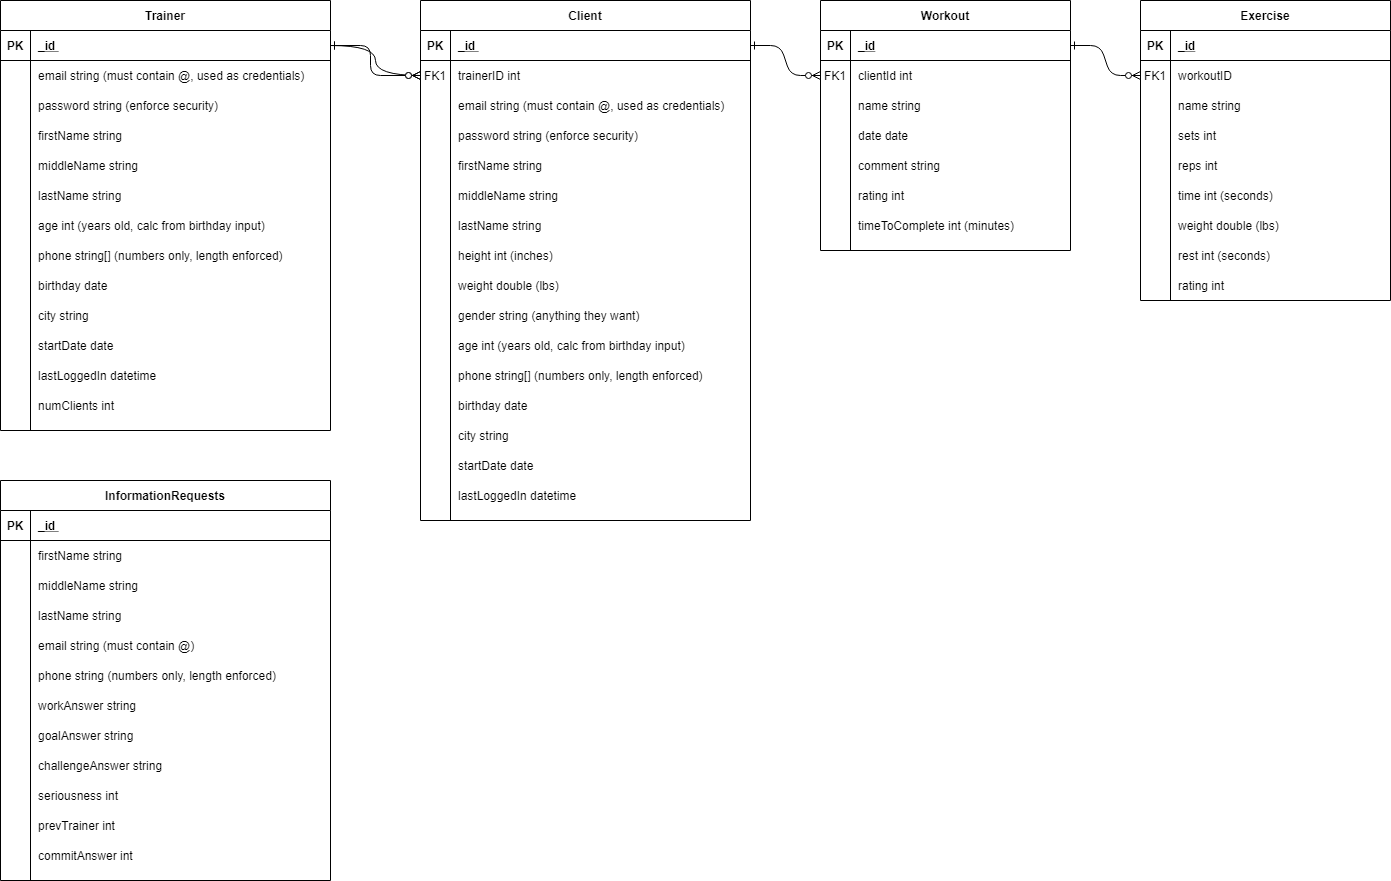 Trainer
PK _id
email string (must contain @, used as credentials)
password string (enforce security)
firstName string
middleName string
lastName string
age int (years old, calc from birthday input)
phone string[] (numbers only, length enforced)
birthday date
city string
startDate date
lastLoggedIn datetime
numClients int
Client
PK _id
FK1 trainerID int
email string (must contain @, used as credentials)
password string (enforce security)
firstName string
middleName string
lastName string
height int (inches)
weight double (lbs)
gender string (anything they want)
age int (years old, calc from birthday input)
phone string[] (numbers only, length enforced)
birthday date
city string
startDate date
lastLoggedIn datetime
Workout
PK _id
FK1 clientId int
name string
date date
comment string
rating int
timeToComplete int (minutes)
Exercise
PK _id
FK1 workoutID
name string
sets int
reps int
time int (seconds)
weight double (lbs)
rest int (seconds)
rating int
InformationRequests
PK _id
firstName string
middleName string
lastName string
email string (must contain @)
phone string (numbers only, length enforced)
workAnswer string
goalAnswer string
challengeAnswer string
seriousness int
prevTrainer int
commitAnswer int